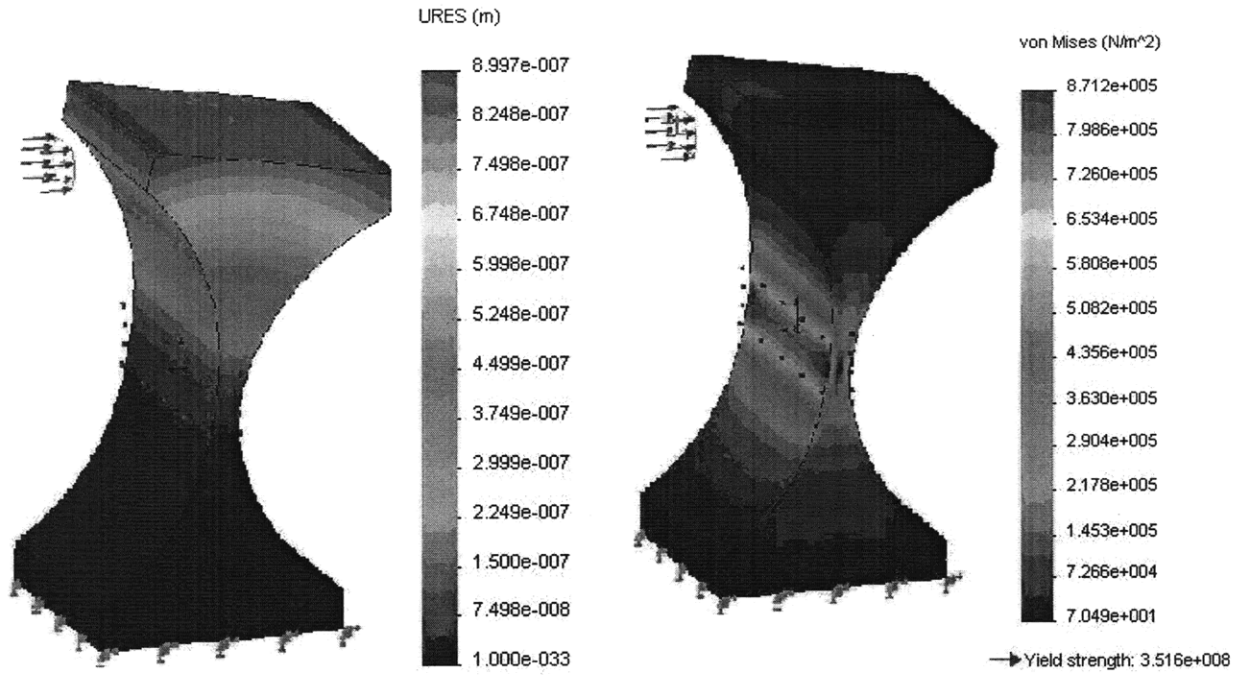 URES (m)
8.997e-007
8.248e-007
7.498e-007
6.748e-007
5.998e-007
5.248e-007
4.499e-007
3.749e-007
2.999e-007
2.249e-007
1.500e-007
7.498e-008
1.000e-033
von Mises (N/m^2)
8.712e+005
7.986e+005
7.260e+005
6.534e+005
5.808e+005
5.082e+005
4.356e+005
3.630e+005
2.904e+005
2.178e+005
1.453e+005
7.266e+004
7.049e+001
Yield strength: 3.516e+008